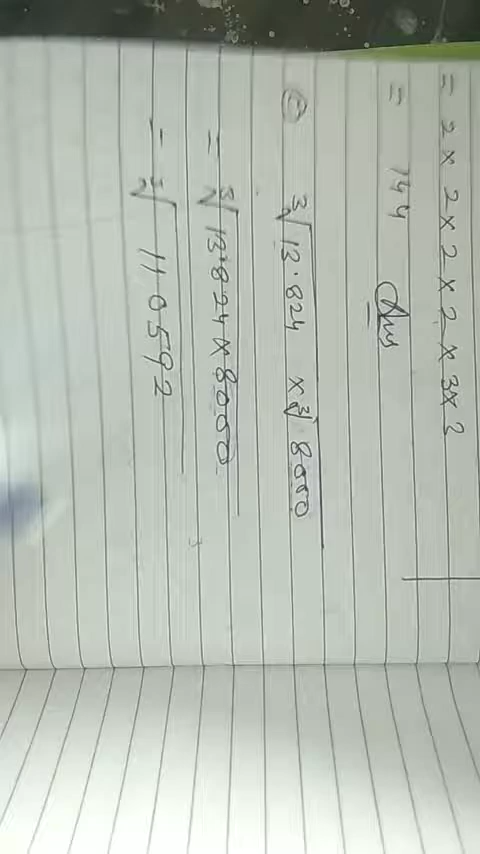 = 2 x 2 x 2 x 2 x 3 x 3
= 144 Ans
c) ∛13.824 x ∛8000
= ∛13.824 x 8000
= ∛110592